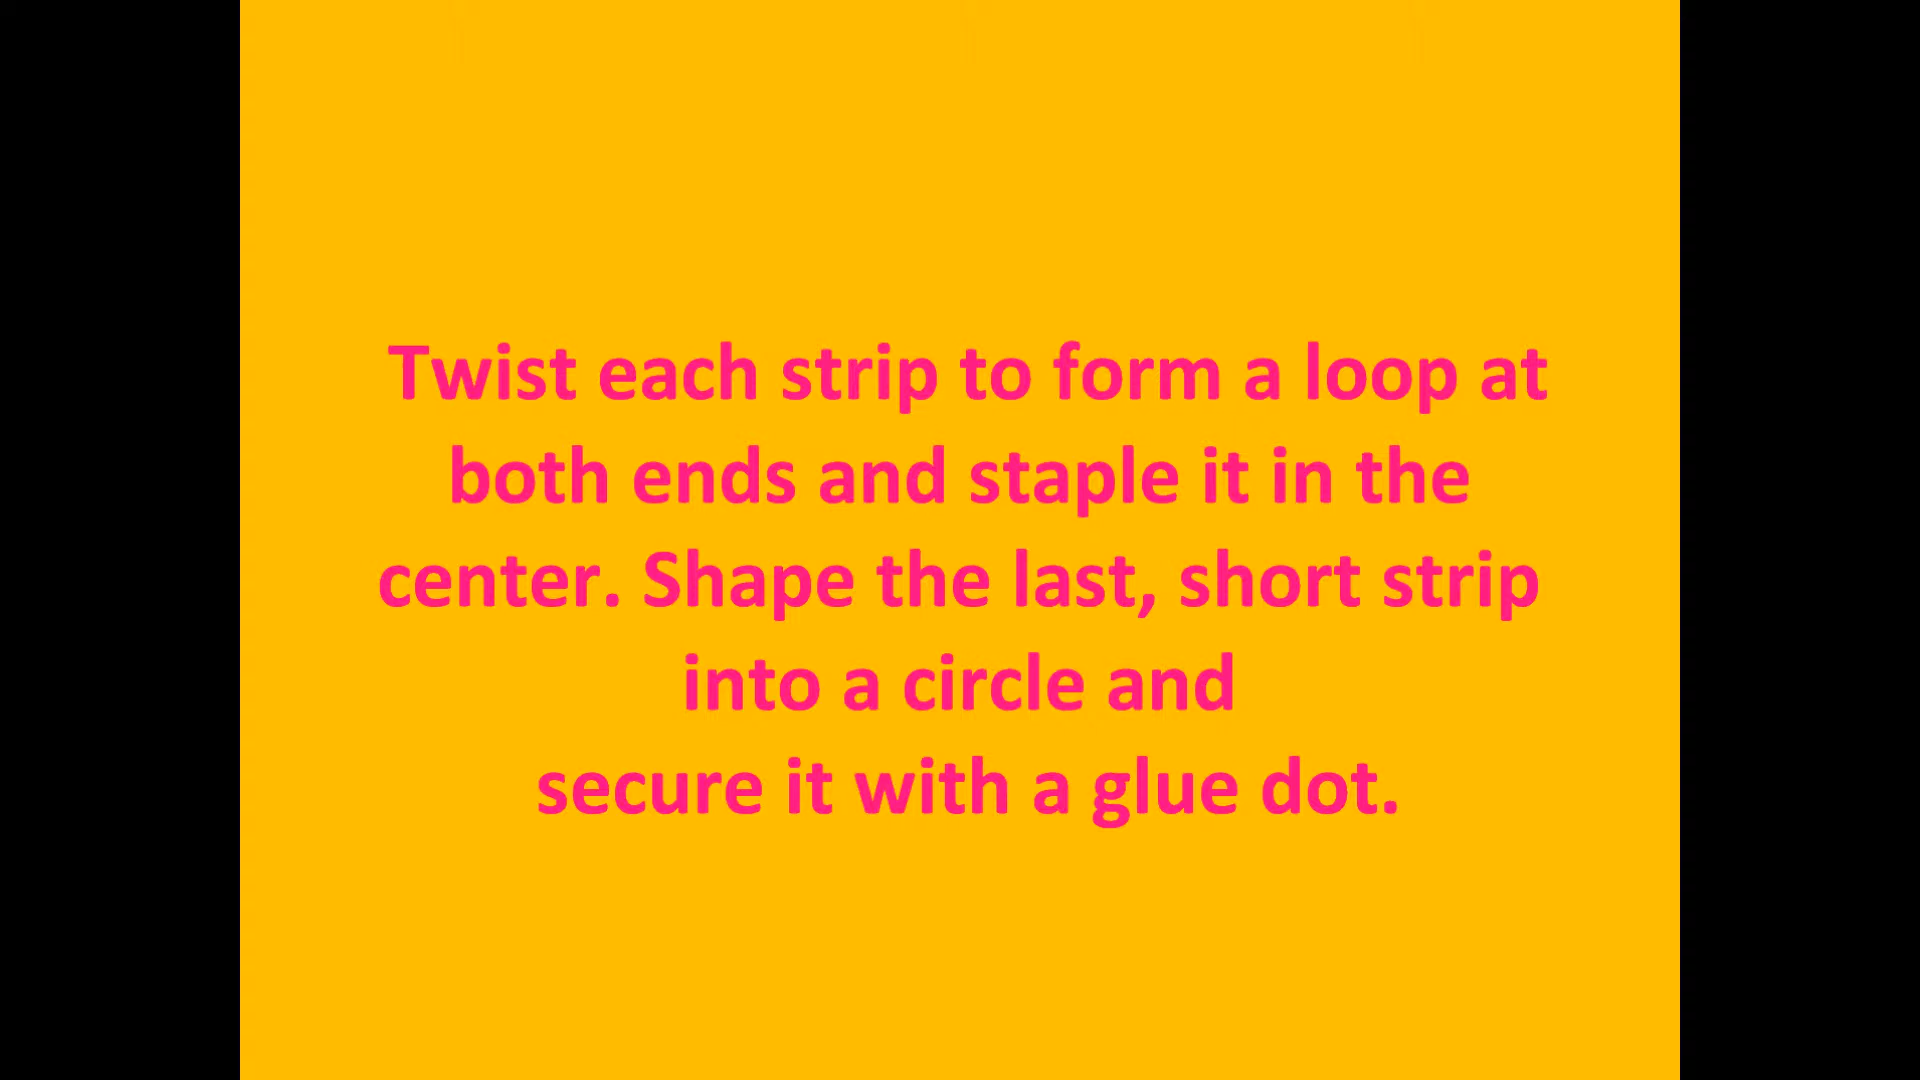 Twist each strip to form a loop at
both ends and staple it in the
center. Shape the last, short strip
into a circle and
secure it with a glue dot.